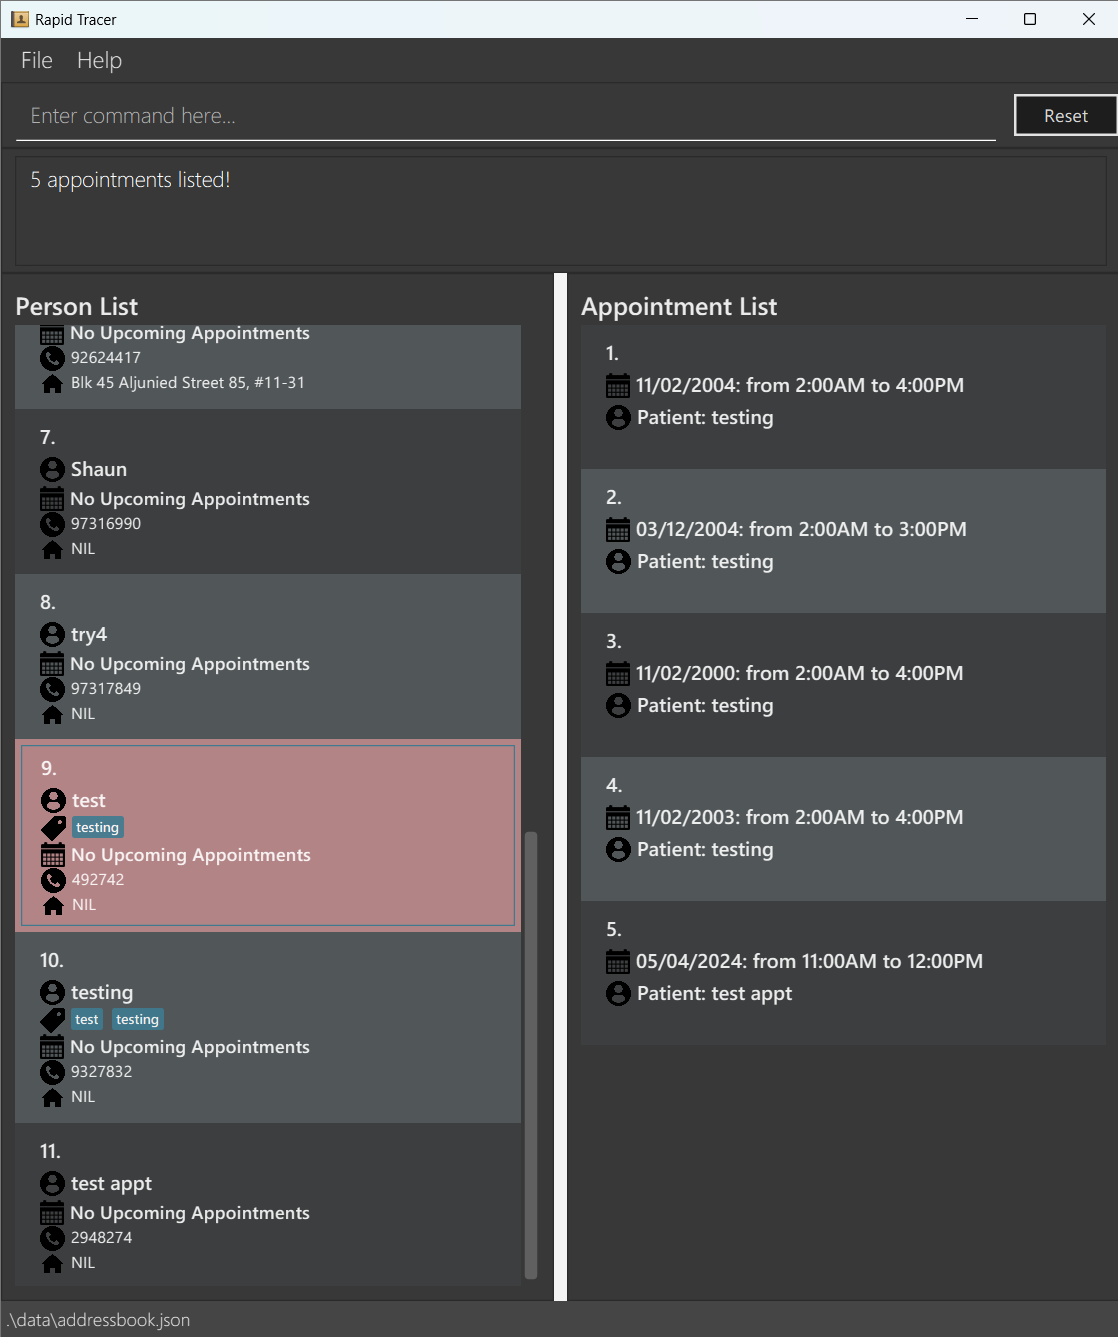 Rapid Tracer
File Help
Enter command here...
Reset
5 appointments listed!
Person List
No Upcoming Appointments
92624417
Blk 45 Aljunied Street 85, #11-31
7.
Shaun
No Upcoming Appointments
97316990
NIL
8.
try4
No Upcoming Appointments
97317849
NIL
9.
test
testing
No Upcoming Appointments
492742
NIL
10.
testing
test testing
No Upcoming Appointments
9327832
NIL
11.
test appt
No Upcoming Appointments
2948274
NIL
Appointment List
1.
11/02/2004: from 2:00AM to 4:00PM
Patient: testing
2.
03/12/2004: from 2:00AM to 3:00PM
Patient: testing
3.
11/02/2000: from 2:00AM to 4:00PM
Patient: testing
4.
11/02/2003: from 2:00AM to 4:00PM
Patient: testing
5.
05/04/2024: from 11:00AM to 12:00PM
Patient: test appt
.\data\addressbook.json